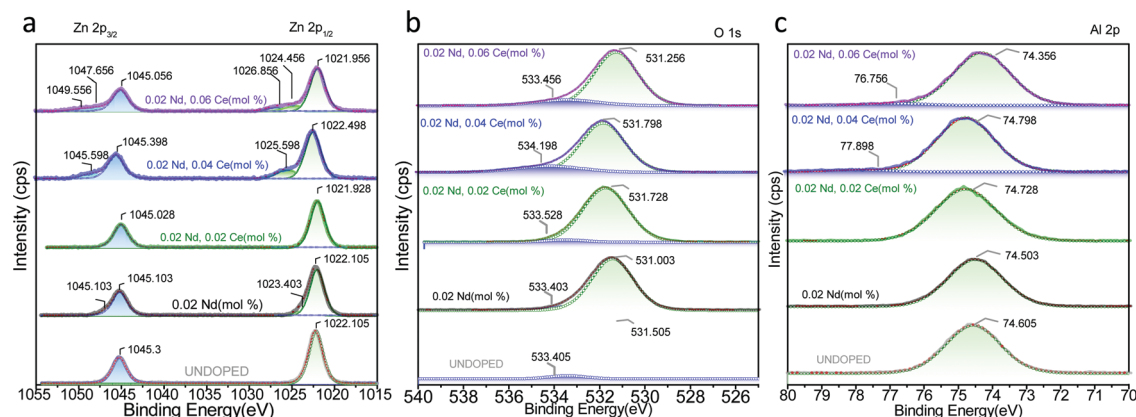 a
Zn 2p3/2
Zn 2p1/2
1049.556
1047.656
1045.056
1026.856
1024.456
1021.956
0.02 Nd, 0.06 Ce(mol %)
1045.598
1045.398
1025.598
1022.498
0.02 Nd, 0.04 Ce(mol %)
1045.028
1021.928
0.02 Nd, 0.02 Ce(mol %)
1045.103
1045.103
1023.403
1022.105
0.02 Nd(mol %)
1045.3
1022.105
UNDOPED
Intensity (cps)
1055 1050 1045 1040 1035 1030 1025 1020 1015
Binding Energy(eV)
b
O 1s
0.02 Nd, 0.06 Ce(mol %)
533.456
531.256
0.02 Nd, 0.04 Ce(mol %)
534.198
531.798
0.02 Nd, 0.02 Ce(mol %)
533.528
531.728
0.02 Nd(mol %)
533.403
531.003
531.505
UNDOPED
533.405
Intensity (cps)
540 538 536 534 532 530 528 526
Binding Energy(eV)
c
Al 2p
0.02 Nd, 0.06 Ce(mol %)
76.756
74.356
0.02 Nd, 0.04 Ce(mol %)
77.898
74.798
0.02 Nd, 0.02 Ce(mol %)
74.728
0.02 Nd(mol %)
74.503
UNDOPED
74.605
Intensity (cps)
80 79 78 77 76 75 74 73 72 71 70
Binding Energy(eV)